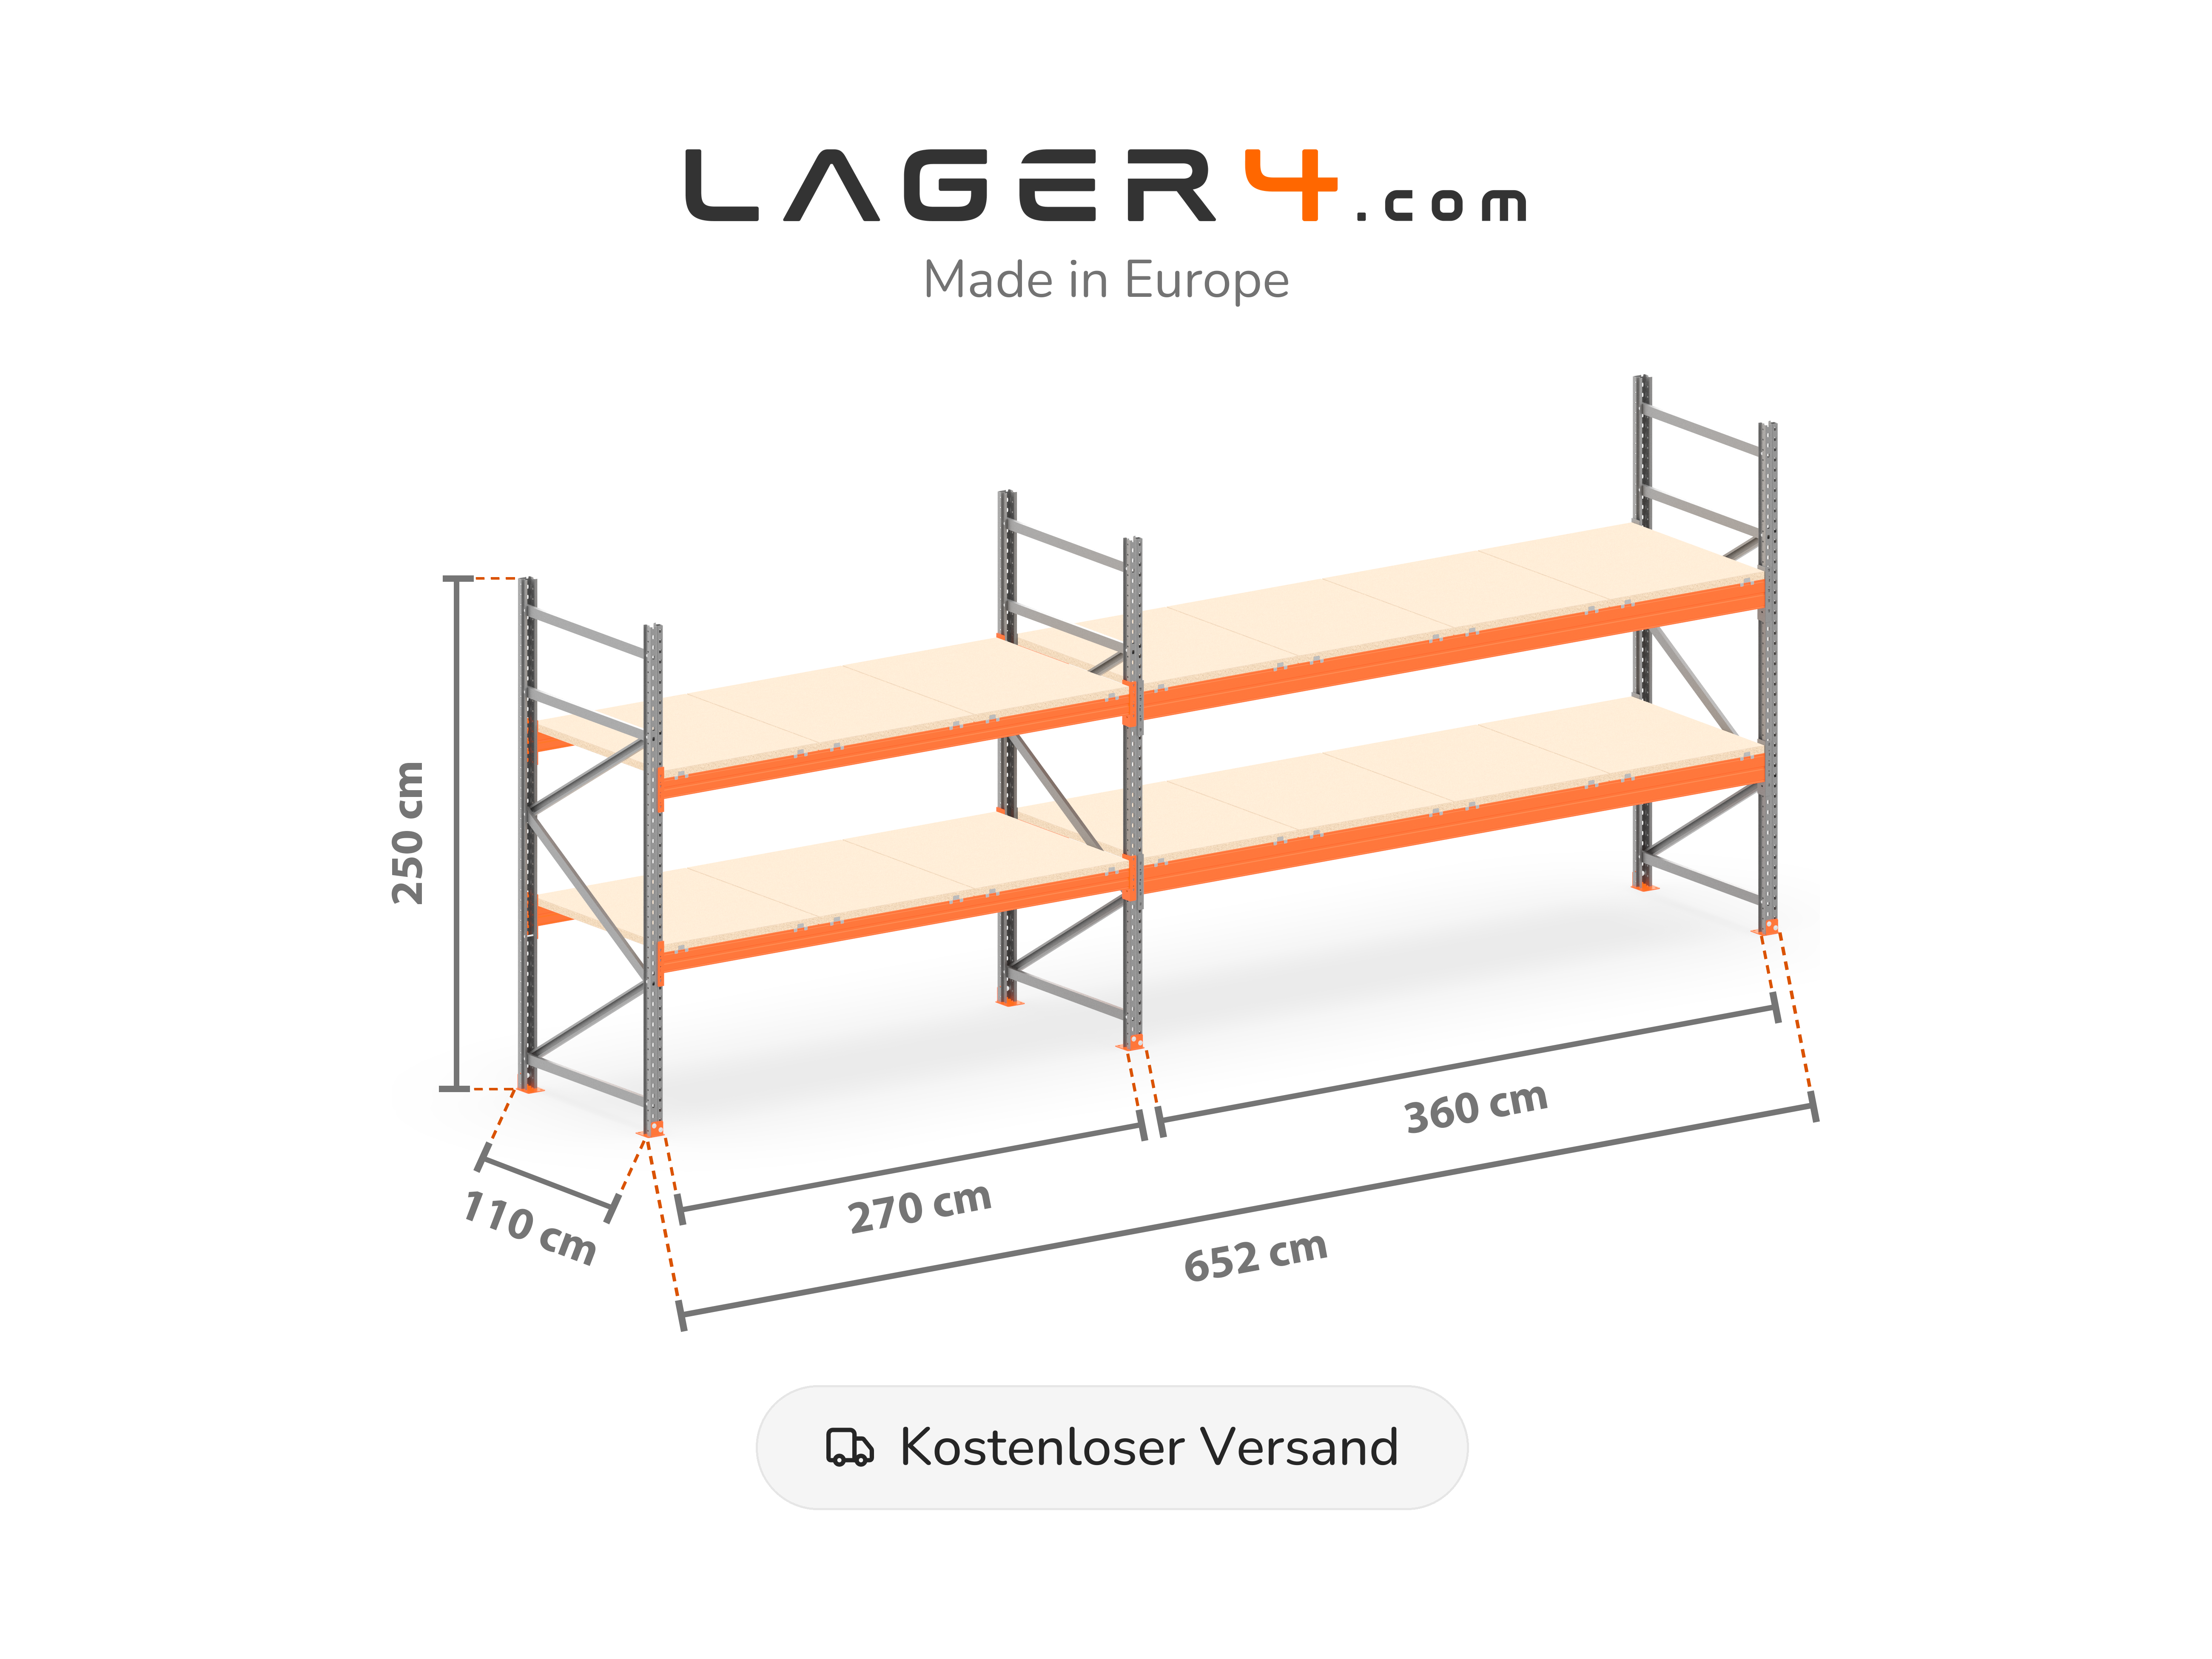 LAGER4.com
Made in Europe
250 cm
110 cm
270 cm
360 cm
652 cm
Kostenloser Versand